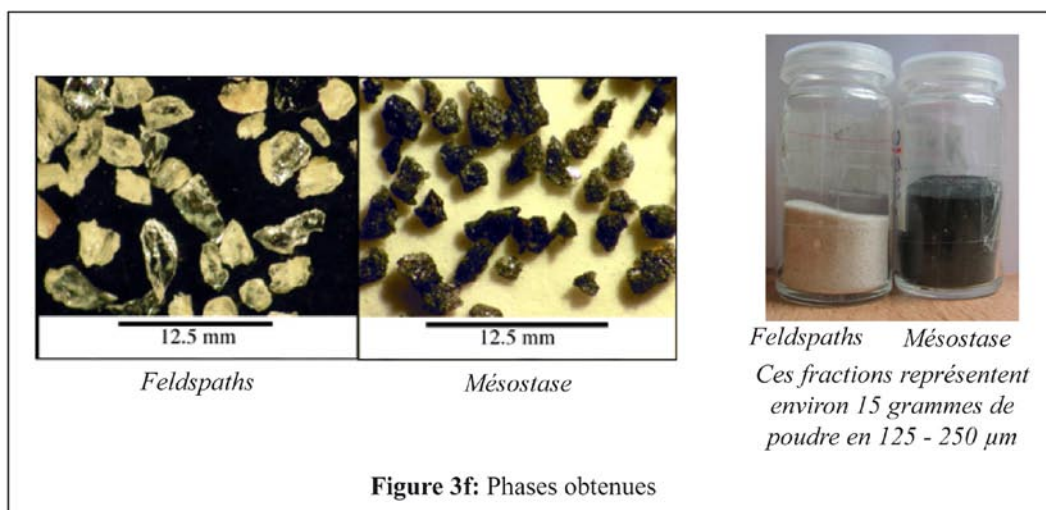 12.5 mm
12.5 mm
Feldspaths
Mésostase
Feldspaths
Mésostase
Ces fractions représentent
environ 15 grammes de
poudre en 125 - 250 µm
Figure 3f: Phases obtenues